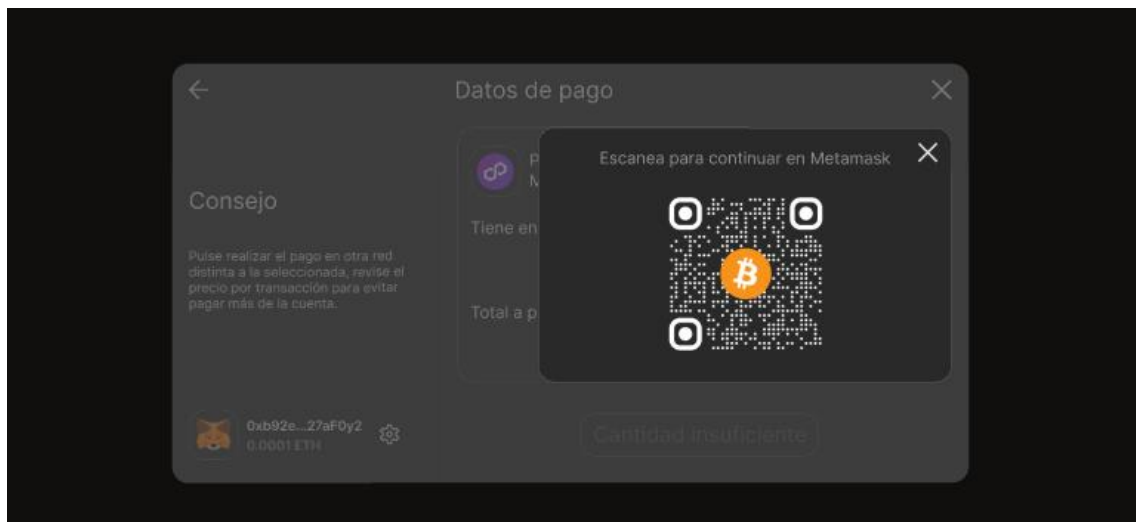 Datos de pago
Escanea para continuar en Metamask
P
M
Consejo
Tiene en
Pulse realizar el pago en otra red
distinta a la seleccionada, revise el
precio por transacción para evitar
pagar más de la cuenta.
Total a p
0xb92e...27aF0y2
0.0001 ETH
Cantidad insuficiente